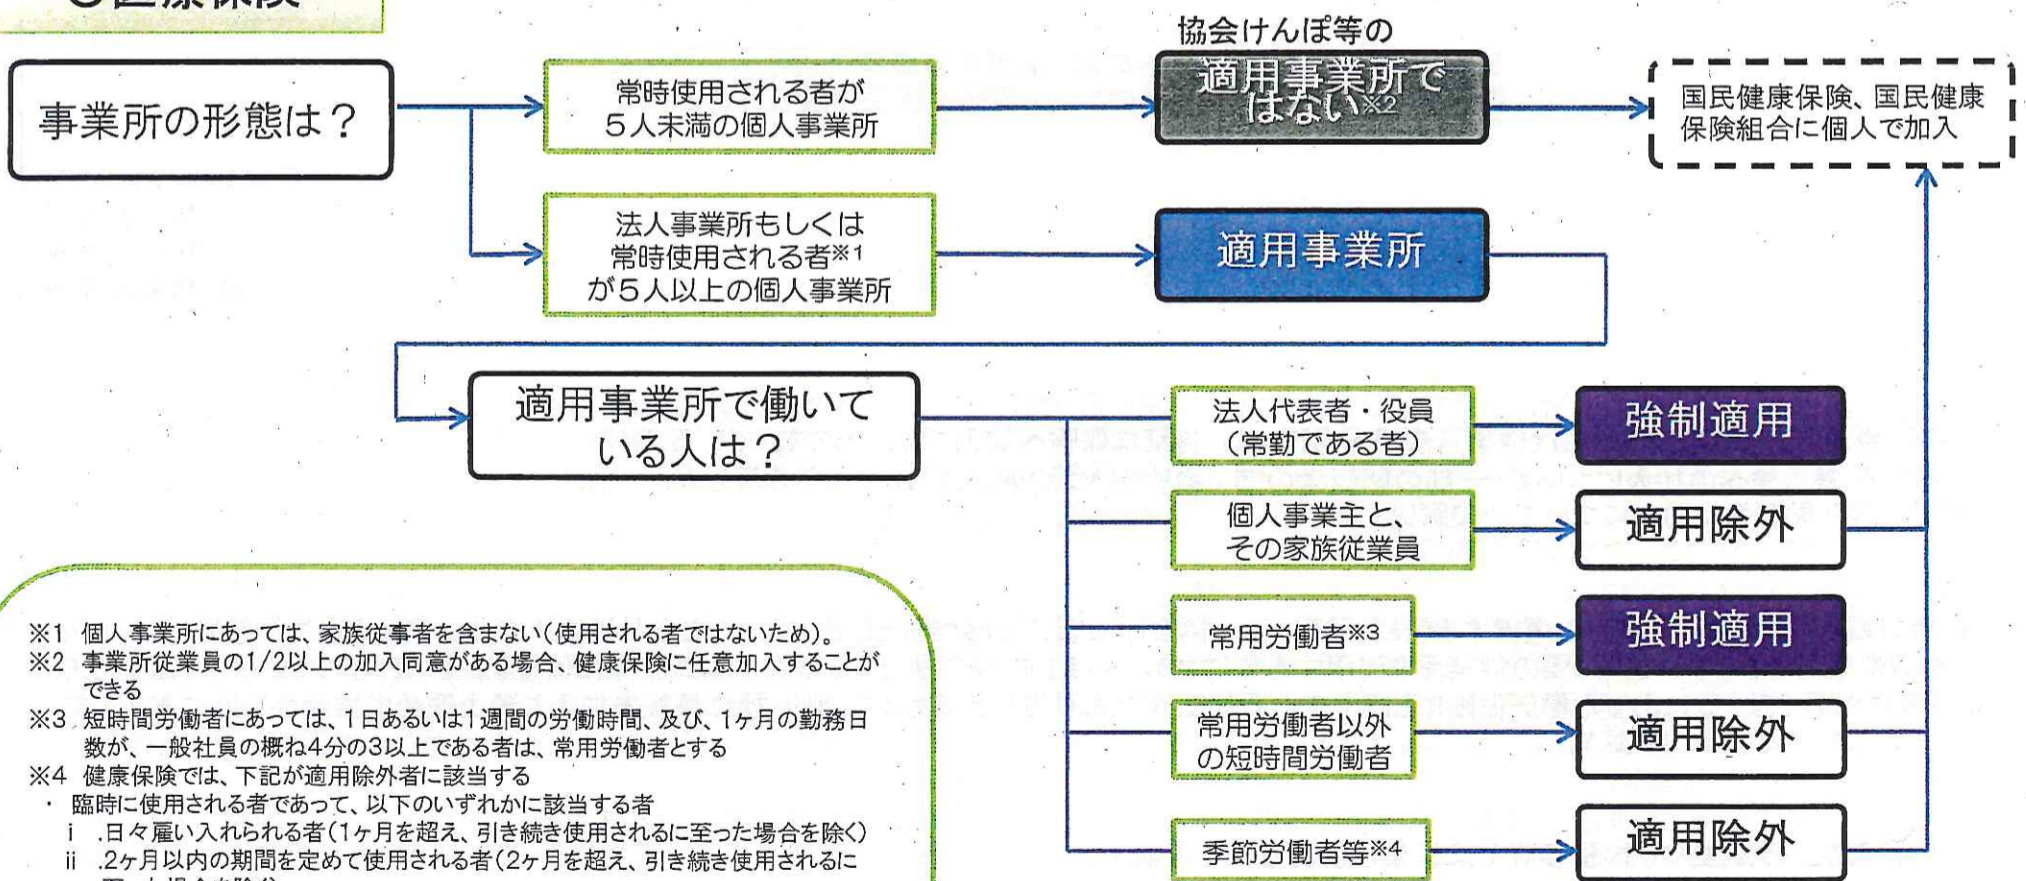 医療保険
事業所の形態は？
常時使用される者が
５人未満の個人事業所
協会けんぽ等の
適用事業所で
はない※2
国民健康保険、国民健康
保険組合に個人で加入
法人事業所もしくは
常時使用される者※1
が５人以上の個人事業所
適用事業所
適用事業所で働いて
いる人は？
法人代表者・役員
（常勤である者）
強制適用
個人事業主と、
その家族従業員
適用除外
常用労働者※3
強制適用
常用労働者以外
の短時間労働者
適用除外
季節労働者等※4
適用除外
※1 個人事業所にあっては、家族従事者を含まない（使用される者ではないため）。
※2 事業所従業員の1/2以上の加入同意がある場合、健康保険に任意加入することが
できる
※3 短時間労働者にあっては、１日あるいは１週間の労働時間、及び、１ヶ月の勤務日
数が、一般社員の概ね4分の3以上である者は、常用労働者とする
※4 健康保険では、下記が適用除外者に該当する
・ 臨時に使用される者であって、以下のいずれかに該当する者
ⅰ .日々雇い入れられる者（1ヶ月を超え、引き続き使用されるに至った場合を除く）
ⅱ .2ヶ月以内の期間を定めて使用される者（2ヶ月を超え、引き続き使用されるに